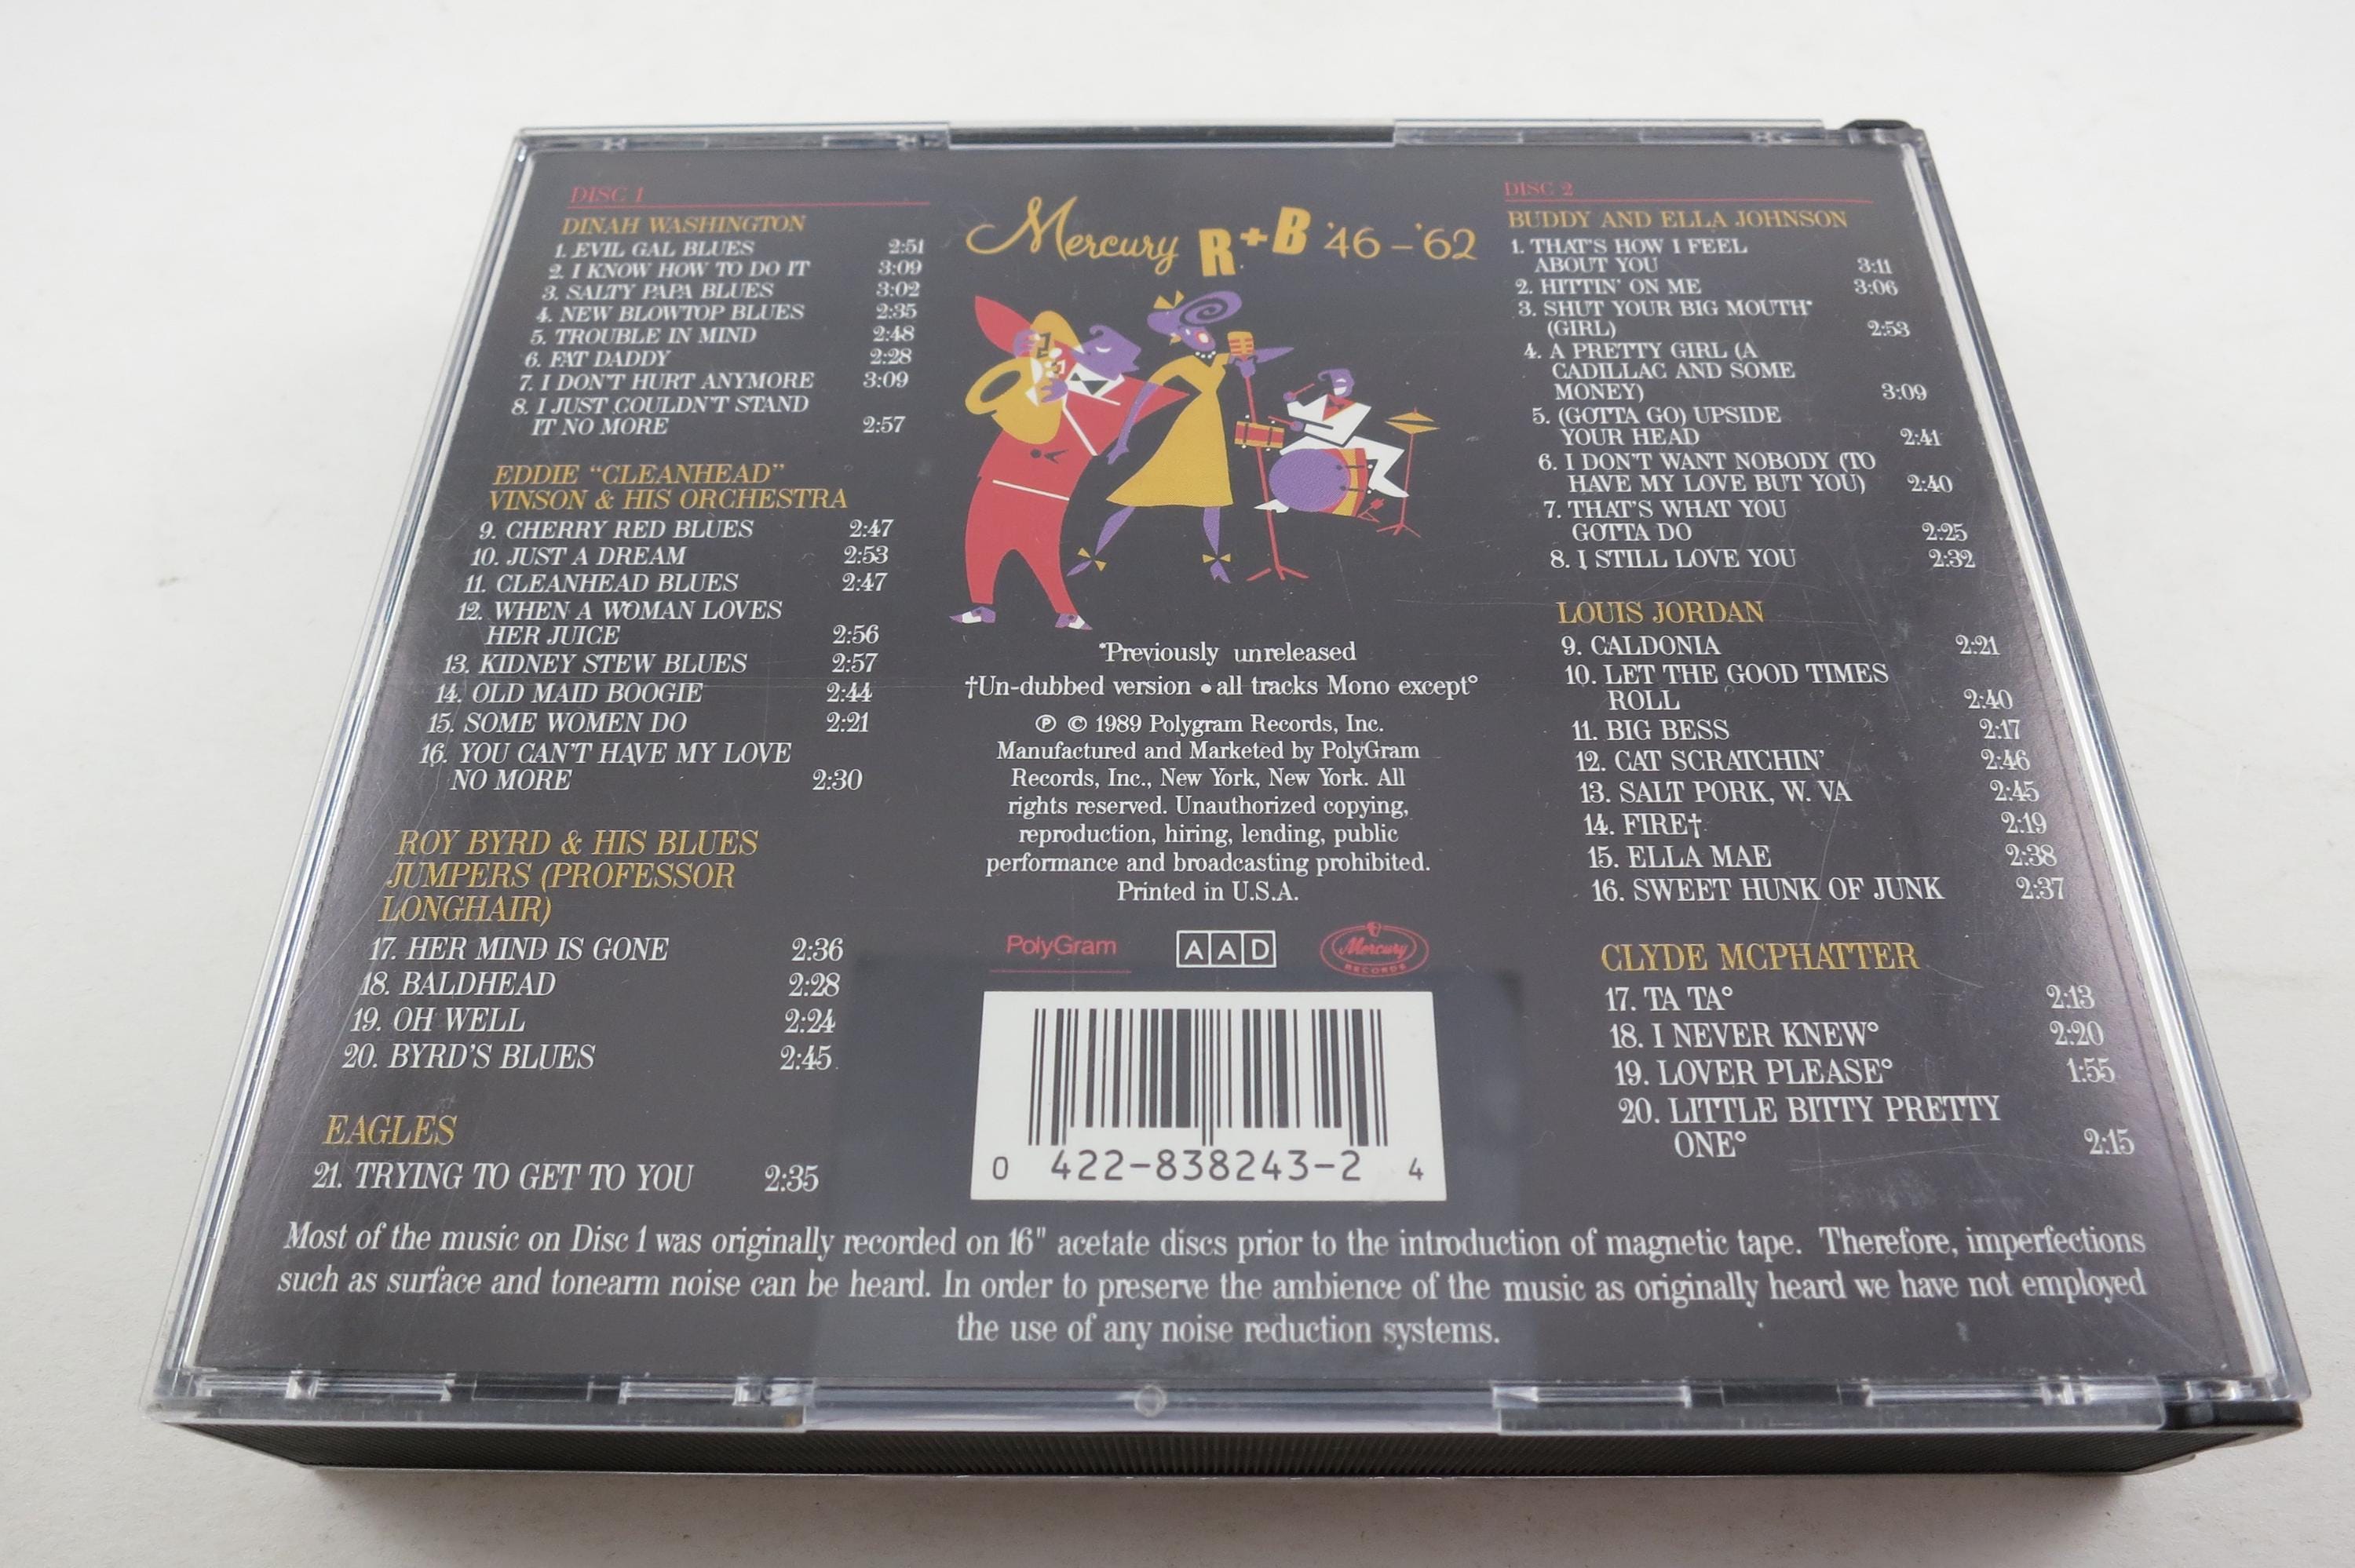 DISC 1
DINAH WASHINGTON
1. EVIL GAL BLUES 2:51
2. I KNOW HOW TO DO IT 3:09
3. SALTY PAPA BLUES 3:02
4. NEW BLOWTOP BLUES 2:35
5. TROUBLE IN MIND 2:48
6. FAT DADDY 2:28
7. I DON'T HURT ANYMORE 3:09
8. I JUST COULDN'T STAND
IT NO MORE 2:57
EDDIE "CLEANHEAD"
VINSON & HIS ORCHESTRA
9. CHERRY RED BLUES 2:47
10. JUST A DREAM 2:53
11. CLEANHEAD BLUES 2:47
12. WHEN A WOMAN LOVES
HER JUICE 2:56
13. KIDNEY STEW BLUES 2:57
14. OLD MAID BOOGIE 2:44
15. SOME WOMEN DO 2:21
16. YOU CAN'T HAVE MY LOVE
NO MORE 2:30
ROY BYRD & HIS BLUES
JUMPERS (PROFESSOR
LONGHAIR)
17. HER MIND IS GONE 2:36
18. BALDHEAD 2:28
19. OH WELL 2:24
20. BYRD'S BLUES 2:45
EAGLES
21. TRYING TO GET TO YOU 2:35
Mercury R+B '46-'62
*Previously unreleased
†Un-dubbed version • all tracks Mono except°
℗ © 1989 Polygram Records, Inc.
Manufactured and Marketed by PolyGram
Records, Inc., New York, New York. All
rights reserved. Unauthorized copying,
reproduction, hiring, lending, public
performance and broadcasting prohibited.
Printed in U.S.A.
PolyGram AAD Mercury
RECORDS
0 422-838243-2 4
DISC 2
BUDDY AND ELLA JOHNSON
1. THAT'S HOW I FEEL
ABOUT YOU 3:11
2. HITTIN' ON ME 3:06
3. SHUT YOUR BIG MOUTH*
(GIRL) 2:53
4. A PRETTY GIRL (A
CADILLAC AND SOME
MONEY) 3:09
5. (GOTTA GO) UPSIDE
YOUR HEAD 2:41
6. I DON'T WANT NOBODY (TO
HAVE MY LOVE BUT YOU) 2:40
7. THAT'S WHAT YOU
GOTTA DO 2:25
8. I STILL LOVE YOU 2:32
LOUIS JORDAN
9. CALDONIA 2:21
10. LET THE GOOD TIMES
ROLL 2:40
11. BIG BESS 2:17
12. CAT SCRATCHIN' 2:46
13. SALT PORK, W. VA 2:45
14. FIRE† 2:19
15. ELLA MAE 2:38
16. SWEET HUNK OF JUNK 2:37
CLYDE MCPHATTER
17. TA TA° 2:13
18. I NEVER KNEW° 2:20
19. LOVER PLEASE° 1:55
20. LITTLE BITTY PRETTY
ONE° 2:15
Most of the music on Disc 1 was originally recorded on 16" acetate discs prior to the introduction of magnetic tape. Therefore, imperfections
such as surface and tonearm noise can be heard. In order to preserve the ambience of the music as originally heard we have not employed
the use of any noise reduction systems.